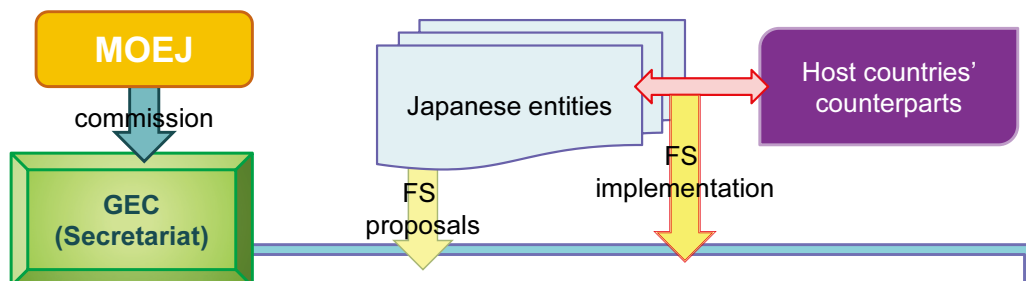 MOEJ
commission
GEC
(Secretariat)
Japanese entities
FS
proposals
FS
implementation
Host countries’
counterparts